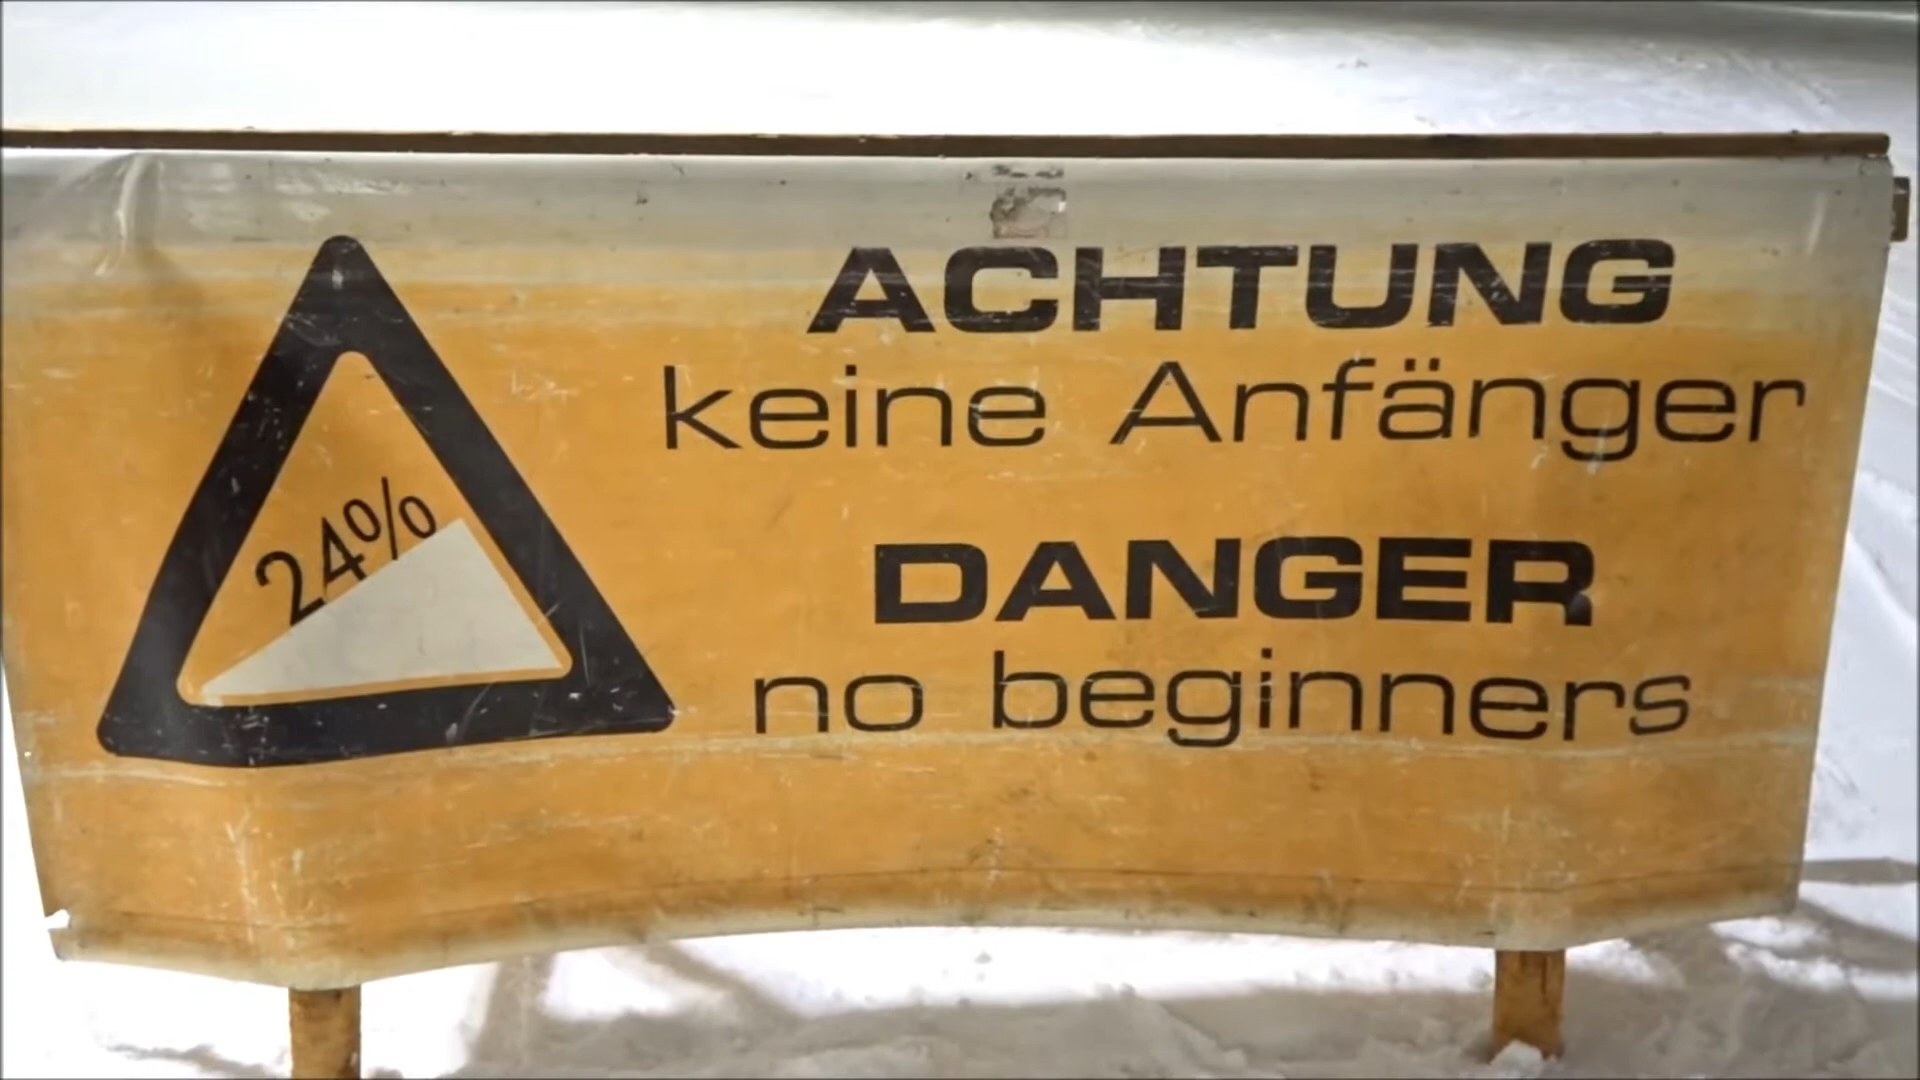 24%
ACHTUNG
keine Anfänger
DANGER
no beginners